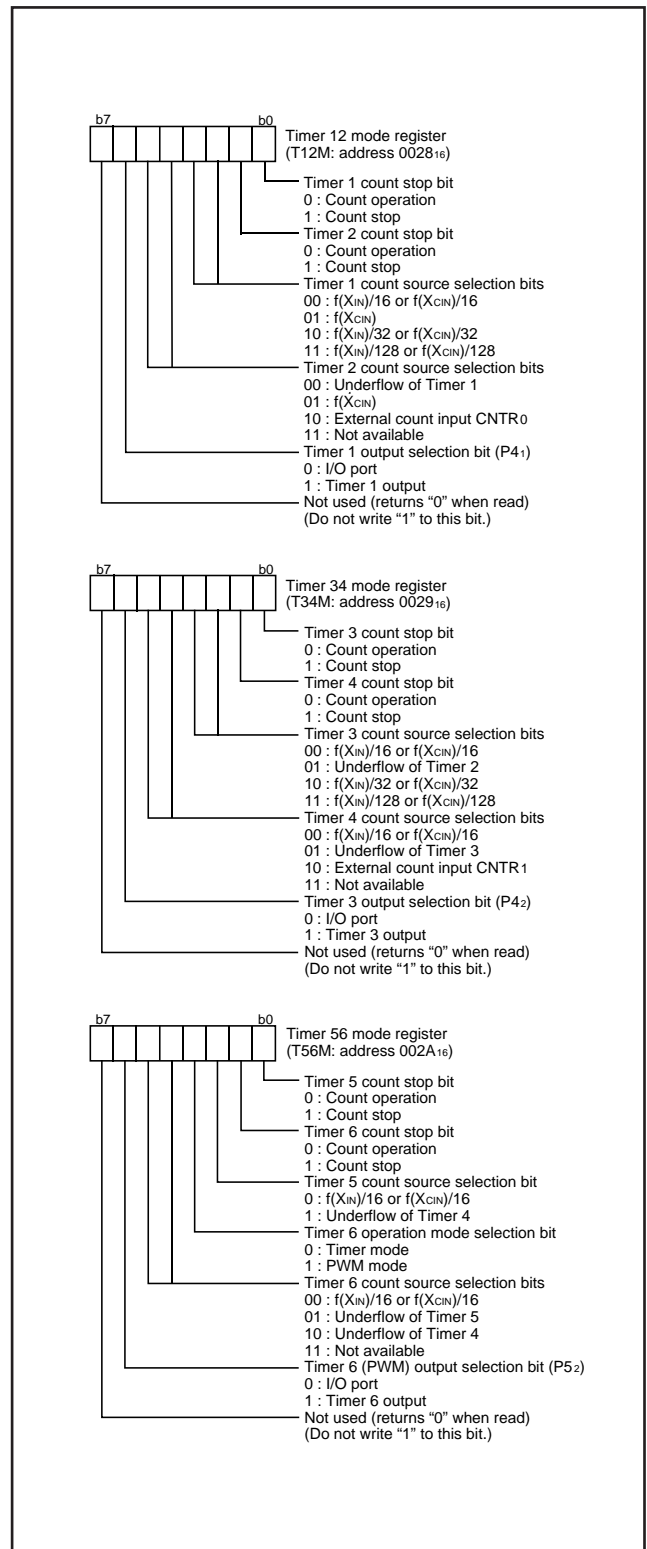 b7 b0
Timer 12 mode register
(T12M: address 0028₁₆)
Timer 1 count stop bit
0 : Count operation
1 : Count stop
Timer 2 count stop bit
0 : Count operation
1 : Count stop
Timer 1 count source selection bits
00 : f(XIN)/16 or f(XCIN)/16
01 : f(XCIN)
10 : f(XIN)/32 or f(XCIN)/32
11 : f(XIN)/128 or f(XCIN)/128
Timer 2 count source selection bits
00 : Underflow of Timer 1
01 : f(XCIN)
10 : External count input CNTR0
11 : Not available
Timer 1 output selection bit (P4₁)
0 : I/O port
1 : Timer 1 output
Not used (returns “0” when read)
(Do not write “1” to this bit.)
b7 b0
Timer 34 mode register
(T34M: address 0029₁₆)
Timer 3 count stop bit
0 : Count operation
1 : Count stop
Timer 4 count stop bit
0 : Count operation
1 : Count stop
Timer 3 count source selection bits
00 : f(XIN)/16 or f(XCIN)/16
01 : Underflow of Timer 2
10 : f(XIN)/32 or f(XCIN)/32
11 : f(XIN)/128 or f(XCIN)/128
Timer 4 count source selection bits
00 : f(XIN)/16 or f(XCIN)/16
01 : Underflow of Timer 3
10 : External count input CNTR1
11 : Not available
Timer 3 output selection bit (P4₂)
0 : I/O port
1 : Timer 3 output
Not used (returns “0” when read)
(Do not write “1” to this bit.)
b7 b0
Timer 56 mode register
(T56M: address 002A₁₆)
Timer 5 count stop bit
0 : Count operation
1 : Count stop
Timer 6 count stop bit
0 : Count operation
1 : Count stop
Timer 5 count source selection bit
0 : f(XIN)/16 or f(XCIN)/16
1 : Underflow of Timer 4
Timer 6 operation mode selection bit
0 : Timer mode
1 : PWM mode
Timer 6 count source selection bits
00 : f(XIN)/16 or f(XCIN)/16
01 : Underflow of Timer 5
10 : Underflow of Timer 4
11 : Not available
Timer 6 (PWM) output selection bit (P5₂)
0 : I/O port
1 : Timer 6 output
Not used (returns “0” when read)
(Do not write “1” to this bit.)